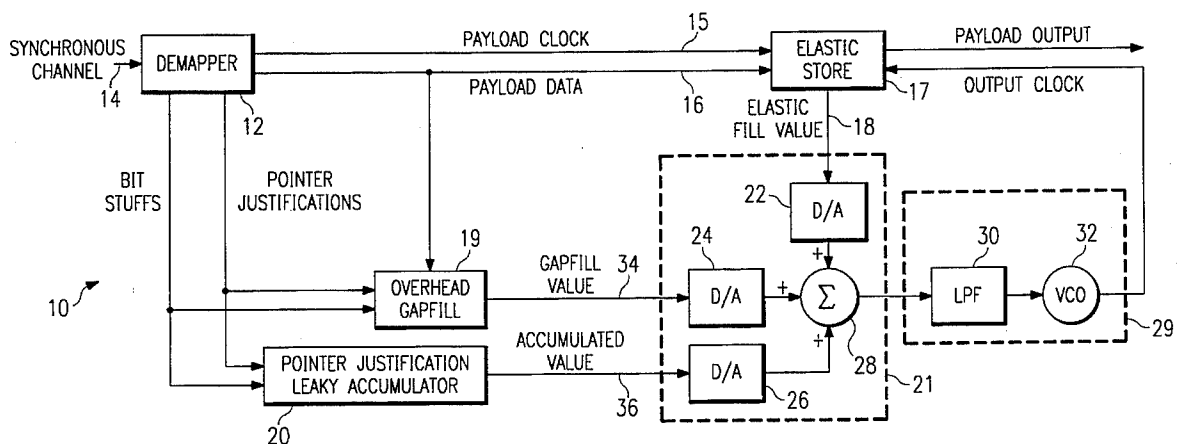 SYNCHRONOUS
CHANNEL
14
DEMAPPER
12
PAYLOAD CLOCK
15
PAYLOAD DATA
16
ELASTIC
STORE
17
PAYLOAD OUTPUT
OUTPUT CLOCK
ELASTIC
FILL VALUE
18
BIT
STUFFS
POINTER
JUSTIFICATIONS
10
19
OVERHEAD
GAPFILL
GAPFILL
VALUE
34
22
D/A
+
24
D/A
+
Σ
28
+
30
LPF
32
VCO
29
POINTER JUSTIFICATION
LEAKY ACCUMULATOR
20
ACCUMULATED
VALUE
36
D/A
26
21